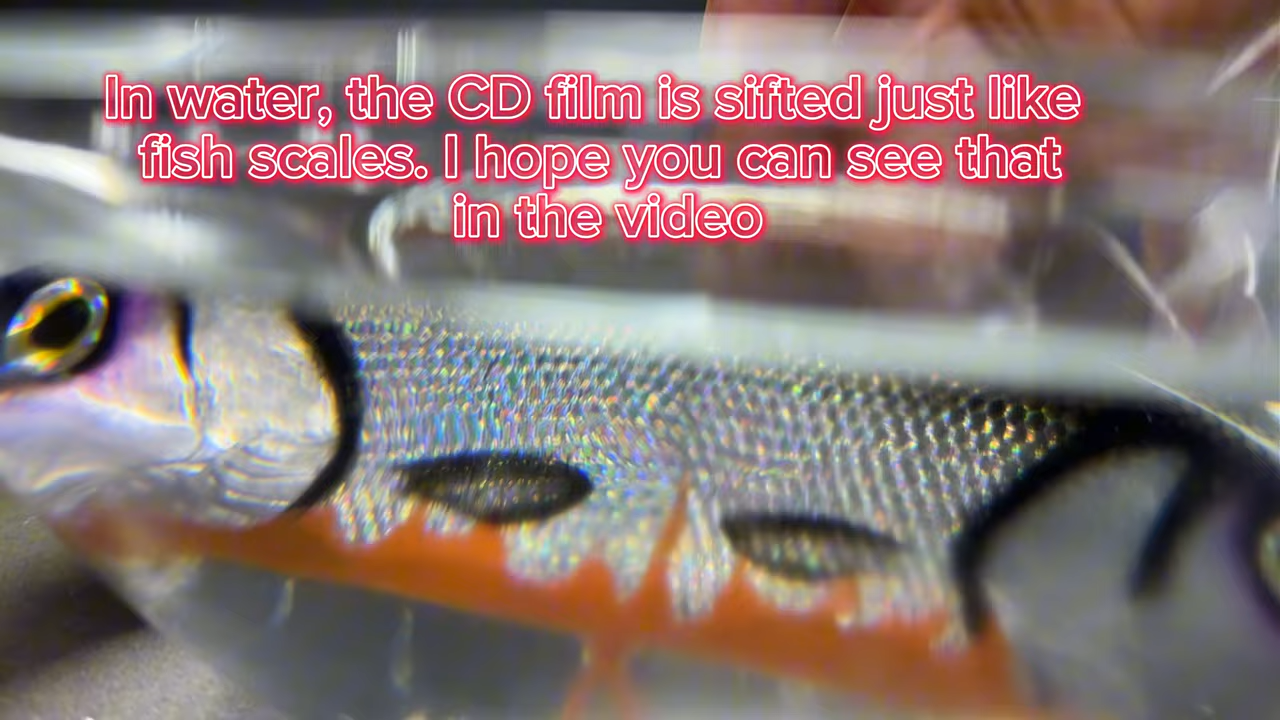 In water, the CD film is sifted just like
fish scales. I hope you can see that
in the video